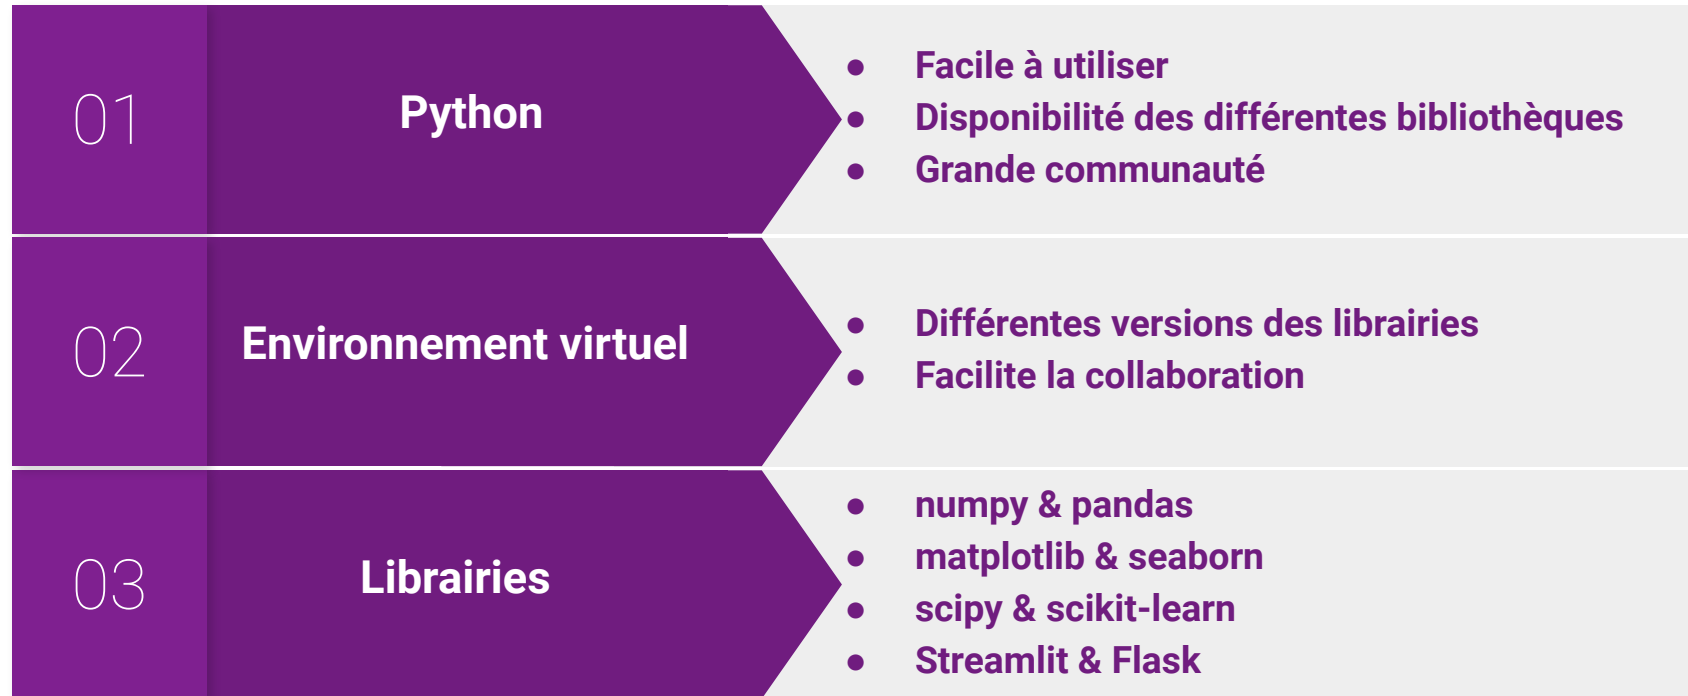 01
Python
● Facile à utiliser
● Disponibilité des différentes bibliothèques
● Grande communauté
02
Environnement virtuel
● Différentes versions des librairies
● Facilite la collaboration
03
Librairies
● numpy & pandas
● matplotlib & seaborn
● scipy & scikit-learn
● Streamlit & Flask